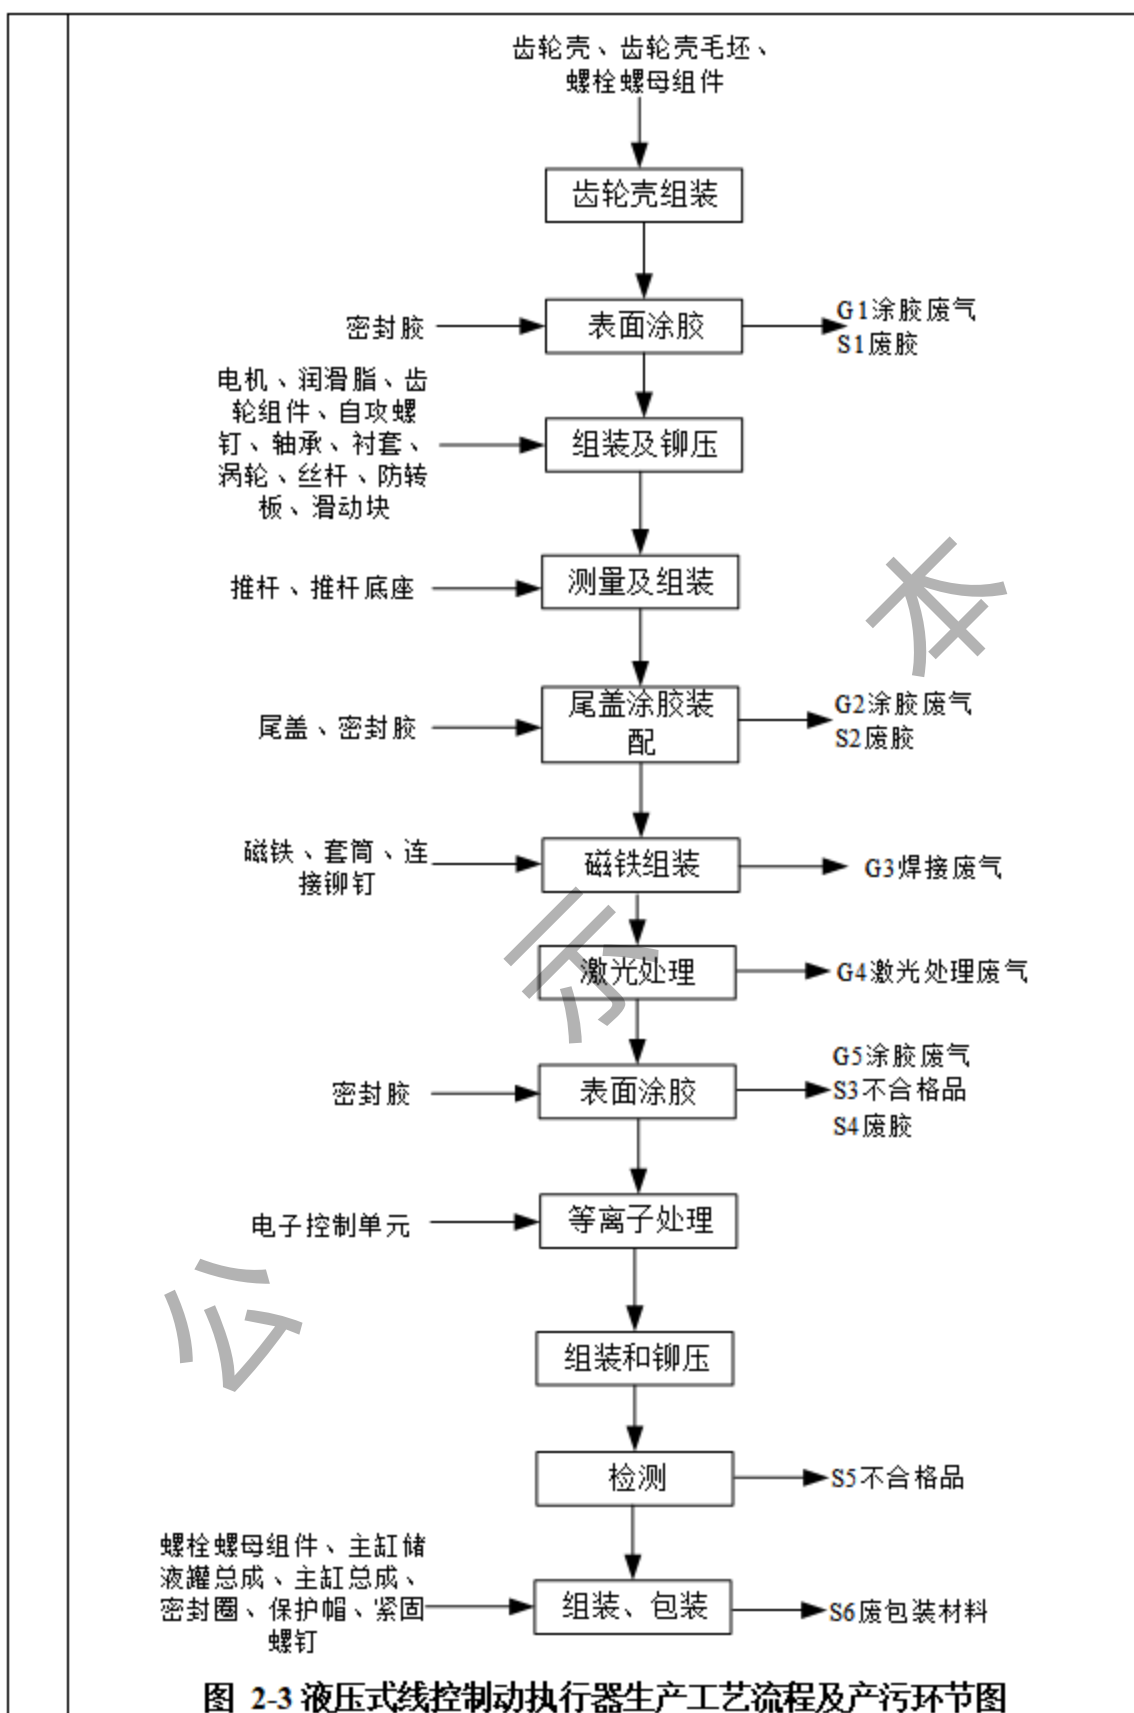 齿轮壳、齿轮壳毛坯、
螺栓螺母组件
齿轮壳组装
密封胶
表面涂胶
G1涂胶废气
S1废胶
电机、润滑脂、齿
轮组件、自攻螺
钉、轴承、衬套、
涡轮、丝杆、防转
板、滑动块
组装及铆压
推杆、推杆底座
测量及组装
尾盖、密封胶
尾盖涂胶装
配
G2涂胶废气
S2废胶
磁铁、套筒、连
接铆钉
磁铁组装
G3焊接废气
激光处理
G4激光处理废气
密封胶
表面涂胶
G5涂胶废气
S3不合格品
S4废胶
电子控制单元
等离子处理
组装和铆压
检测
S5不合格品
螺栓螺母组件、主缸储
液罐总成、主缸总成、
密封圈、保护帽、紧固
螺钉
组装、包装
S6废包装材料
图 2-3 液压式线控制动执行器生产工艺流程及产污环节图
公
示
本